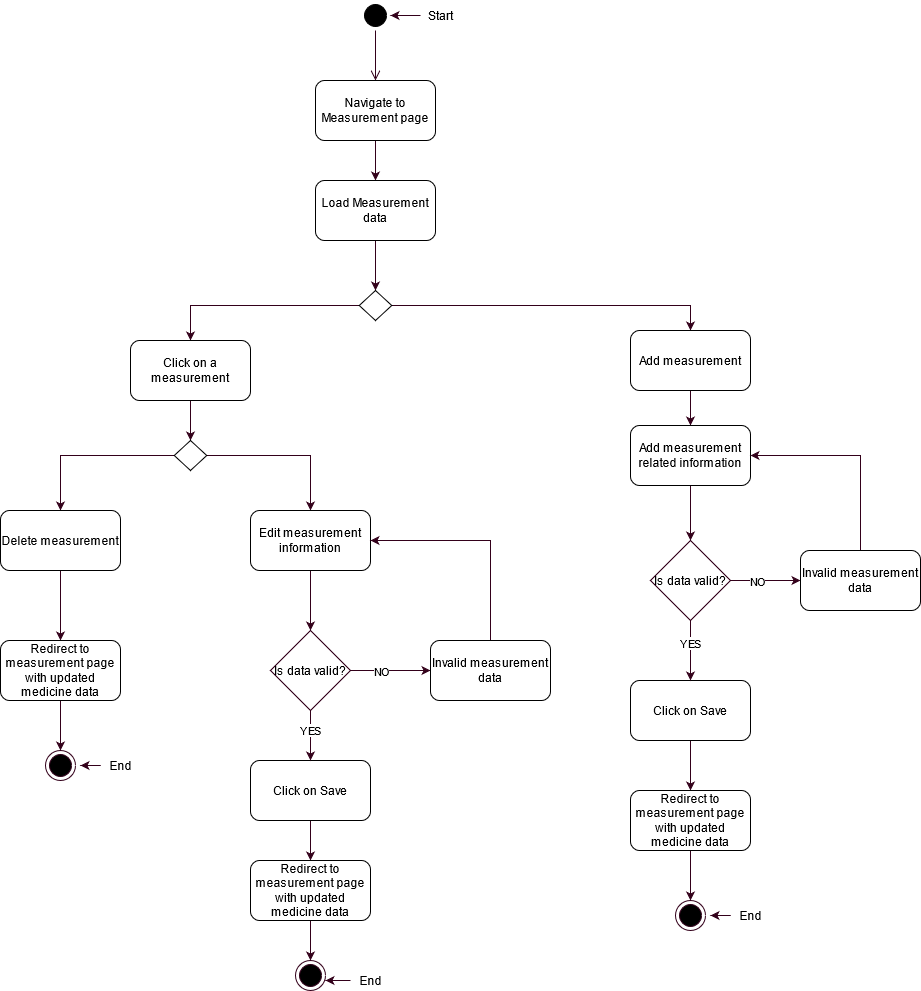 Start
Navigate to
Measurement page
Load Measurement
data
Click on a
measurement
Add measurement
Add measurement
related information
Delete measurement
Edit measurement
information
Is data valid?
NO
Invalid measurement
data
YES
Redirect to
measurement page
with updated
medicine data
End
Is data valid?
NO
Invalid measurement
data
YES
Click on Save
Click on Save
Redirect to
measurement page
with updated
medicine data
End
Redirect to
measurement page
with updated
medicine data
End